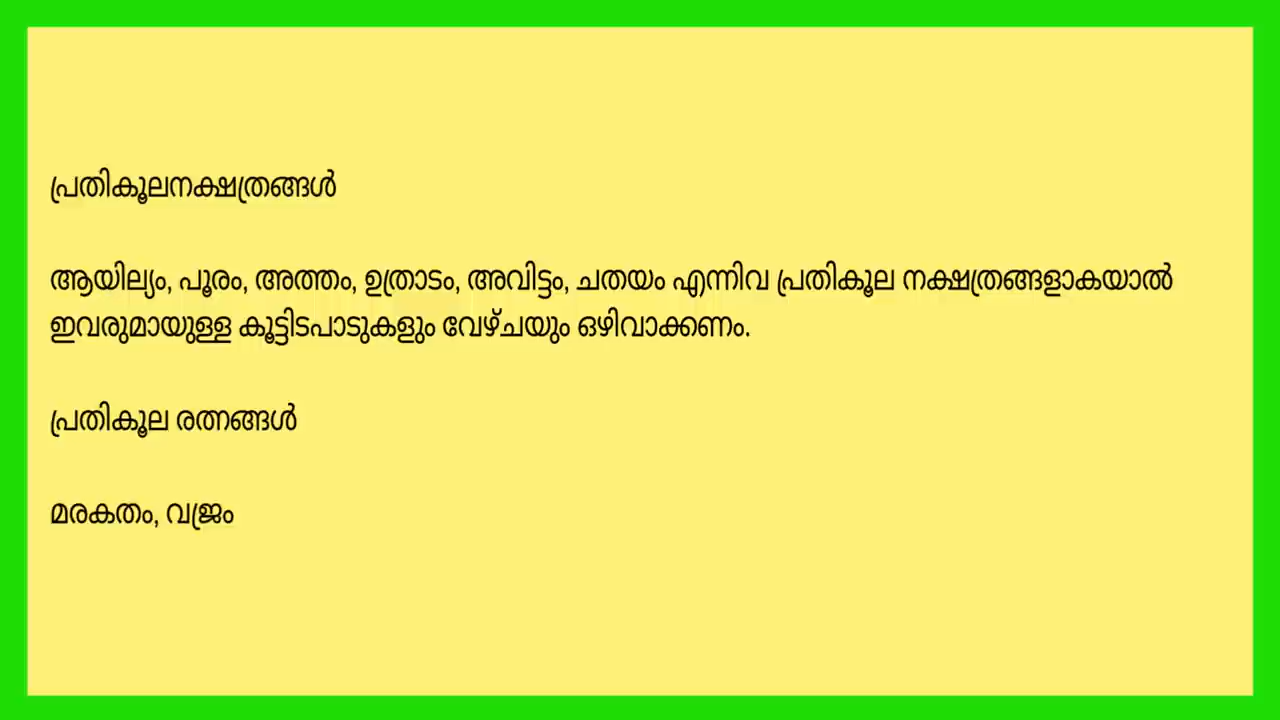 പ്രതികൂലനക്ഷത്രങ്ങൾ
ആയില്യം, പൂരം, അത്തം, ഉത്രാടം, അവിട്ടം, ചതയം എന്നിവ പ്രതികൂല നക്ഷത്രങ്ങളാകയാൽ
ഇവരുമായുള്ള കൂട്ടിടപാടുകളും വേഴ്ചയും ഒഴിവാക്കണം.
പ്രതികൂല രത്നങ്ങൾ
മരകതം, വജ്രം